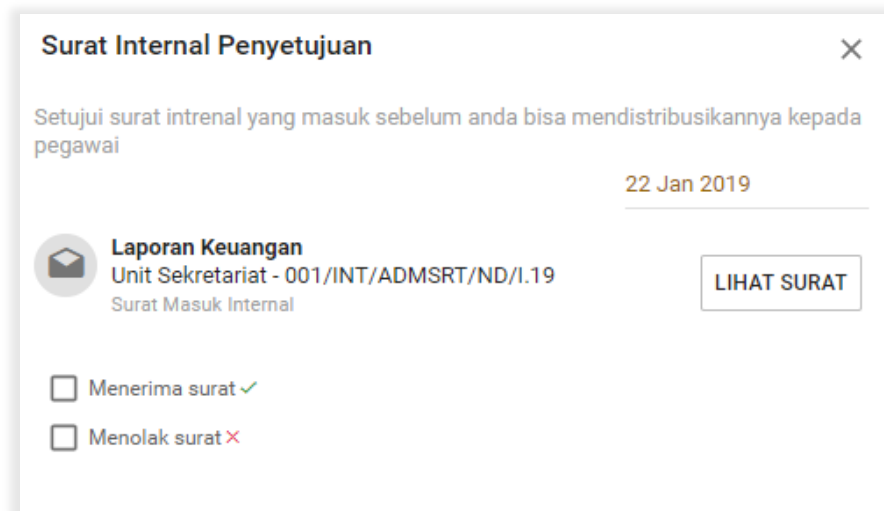 Surat Internal Penyetujuan
Setujui surat intrenal yang masuk sebelum anda bisa mendistribusikannya kepada
pegawai
22 Jan 2019
Laporan Keuangan
Unit Sekretariat - 001/INT/ADMSRT/ND/I.19
Surat Masuk Internal
LIHAT SURAT
Menerima surat
Menolak surat